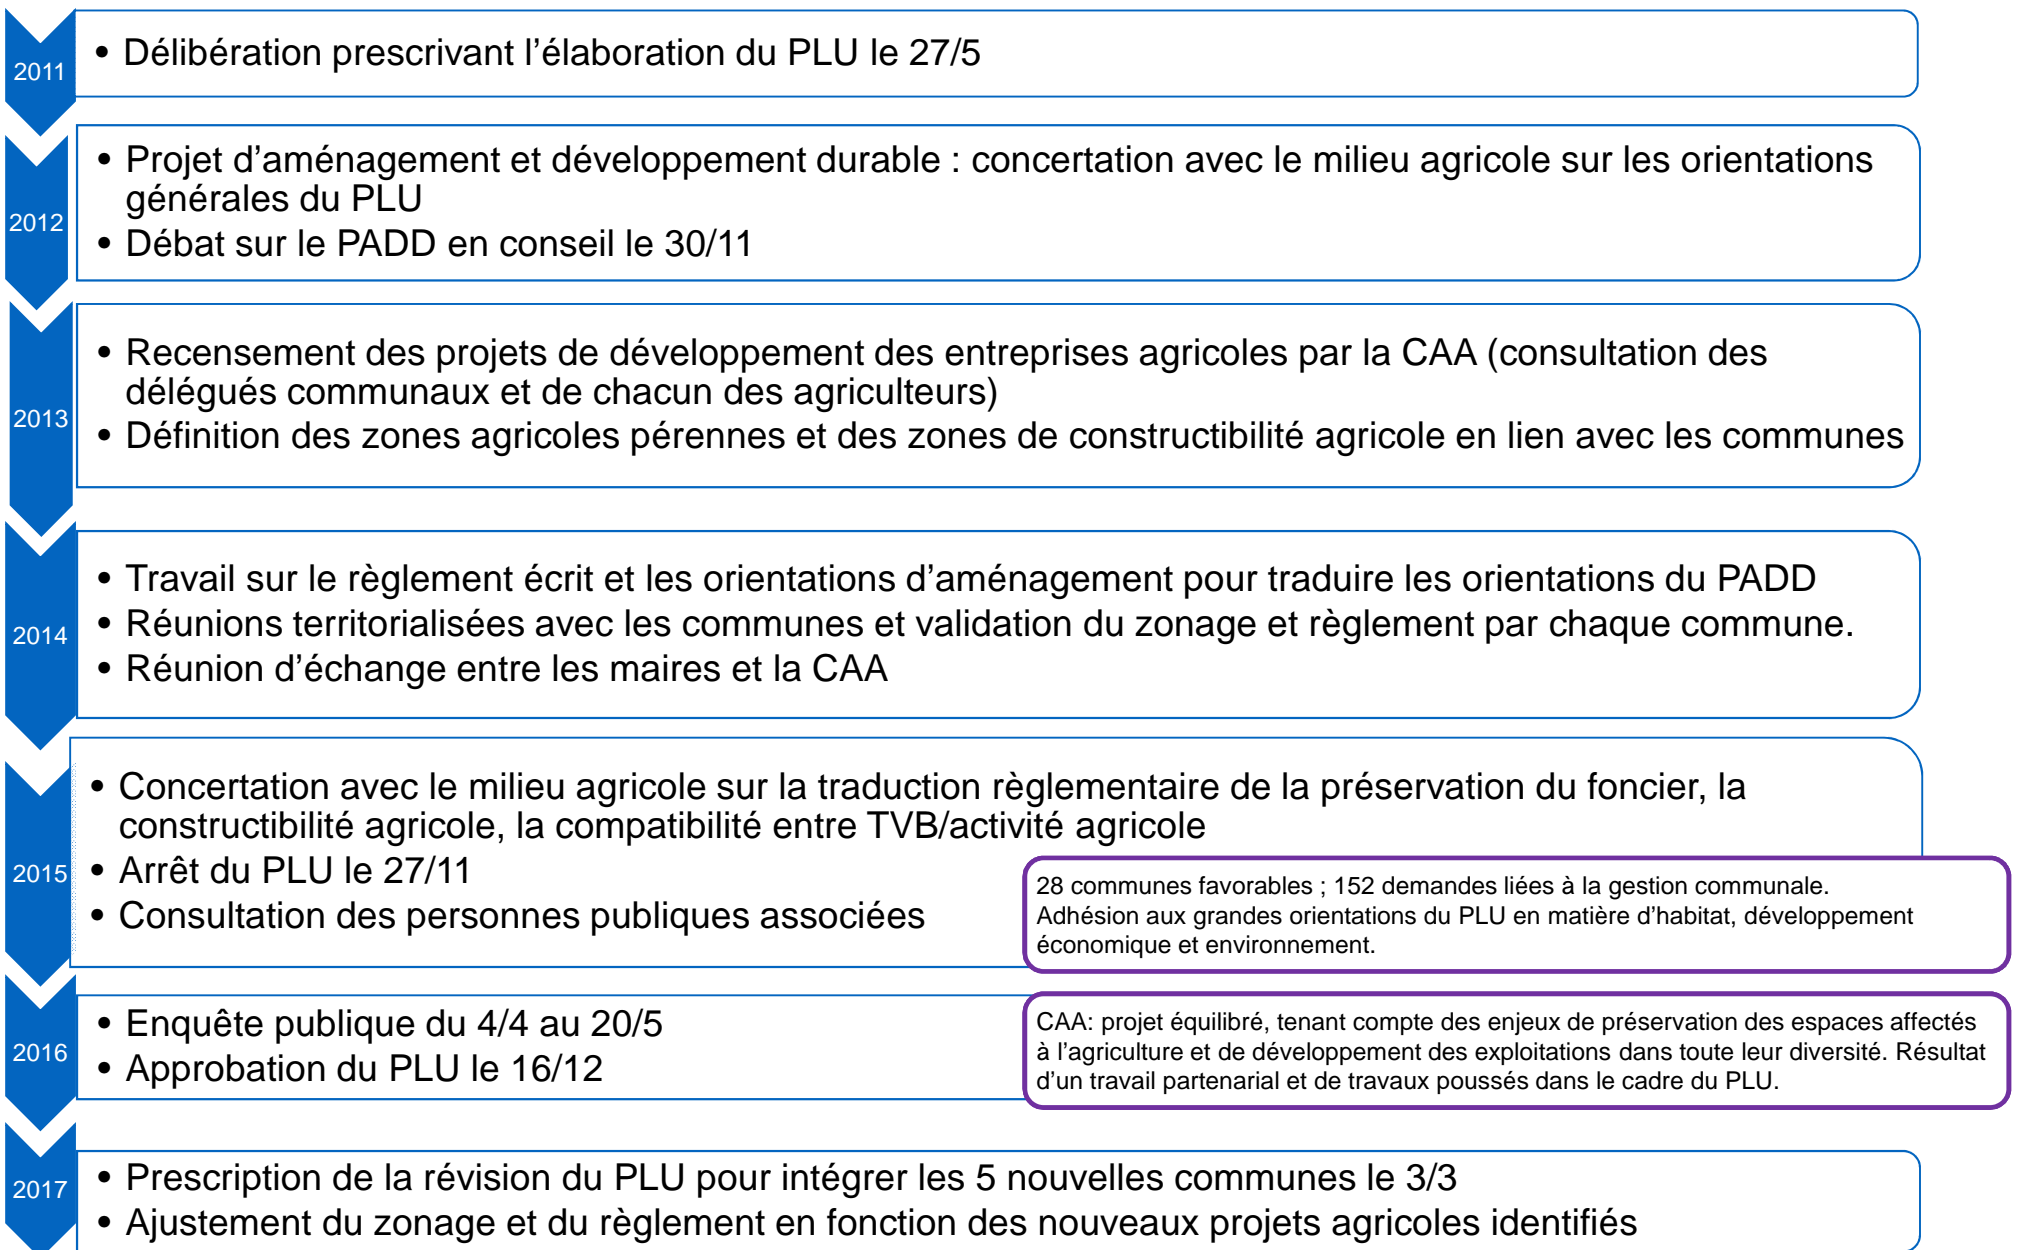 2011
• Délibération prescrivant l’élaboration du PLU le 27/5
2012
• Projet d’aménagement et développement durable : concertation avec le milieu agricole sur les orientations
générales du PLU
• Débat sur le PADD en conseil le 30/11
2013
• Recensement des projets de développement des entreprises agricoles par la CAA (consultation des
délégués communaux et de chacun des agriculteurs)
• Définition des zones agricoles pérennes et des zones de constructibilité agricole en lien avec les communes
2014
• Travail sur le règlement écrit et les orientations d’aménagement pour traduire les orientations du PADD
• Réunions territorialisées avec les communes et validation du zonage et règlement par chaque commune.
• Réunion d’échange entre les maires et la CAA
2015
• Concertation avec le milieu agricole sur la traduction règlementaire de la préservation du foncier, la
constructibilité agricole, la compatibilité entre TVB/activité agricole
• Arrêt du PLU le 27/11
• Consultation des personnes publiques associées
28 communes favorables ; 152 demandes liées à la gestion communale.
Adhésion aux grandes orientations du PLU en matière d’habitat, développement
économique et environnement.
2016
• Enquête publique du 4/4 au 20/5
• Approbation du PLU le 16/12
CAA: projet équilibré, tenant compte des enjeux de préservation des espaces affectés
à l’agriculture et de développement des exploitations dans toute leur diversité. Résultat
d’un travail partenarial et de travaux poussés dans le cadre du PLU.
2017
• Prescription de la révision du PLU pour intégrer les 5 nouvelles communes le 3/3
• Ajustement du zonage et du règlement en fonction des nouveaux projets agricoles identifiés